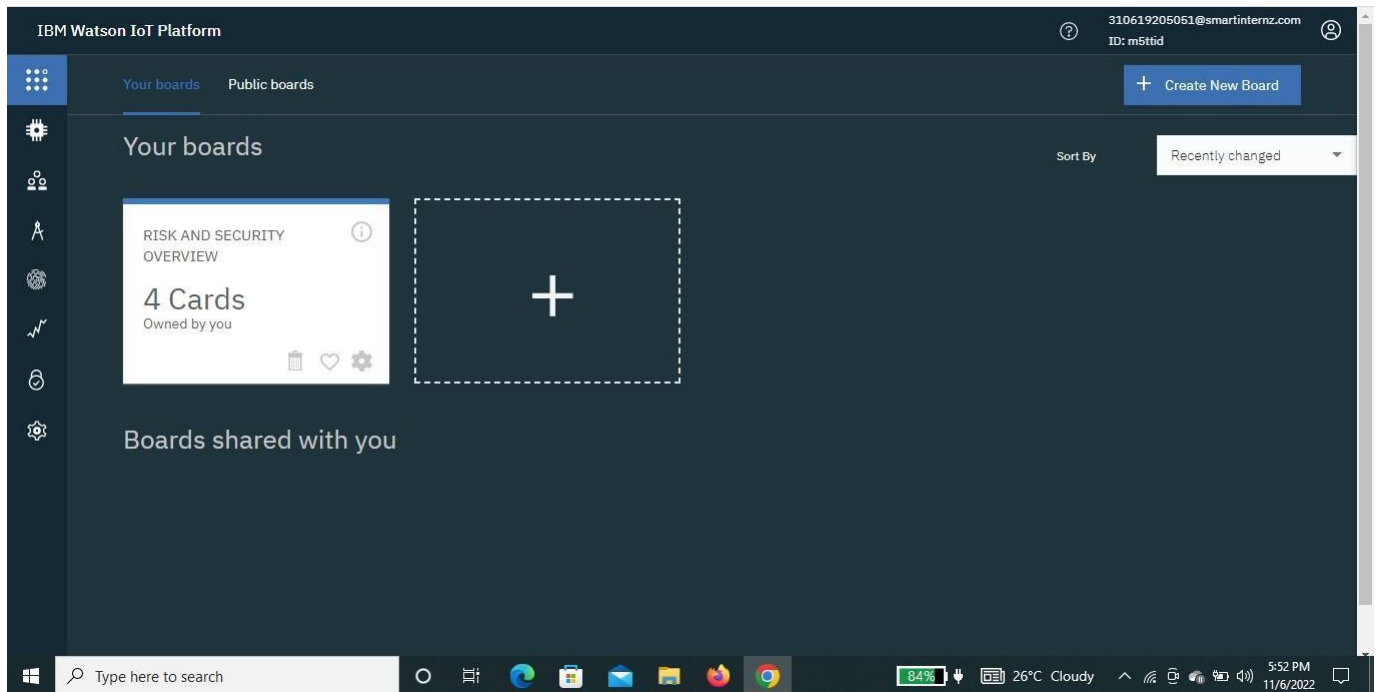 IBM Watson IoT Platform
310619205051@smartinternz.com
ID: m5ttid
Your boards
Public boards
+ Create New Board
Your boards
Sort By
Recently changed
RISK AND SECURITY
OVERVIEW
4 Cards
Owned by you
Boards shared with you
Type here to search
84%
26°C Cloudy
5:52 PM
11/6/2022